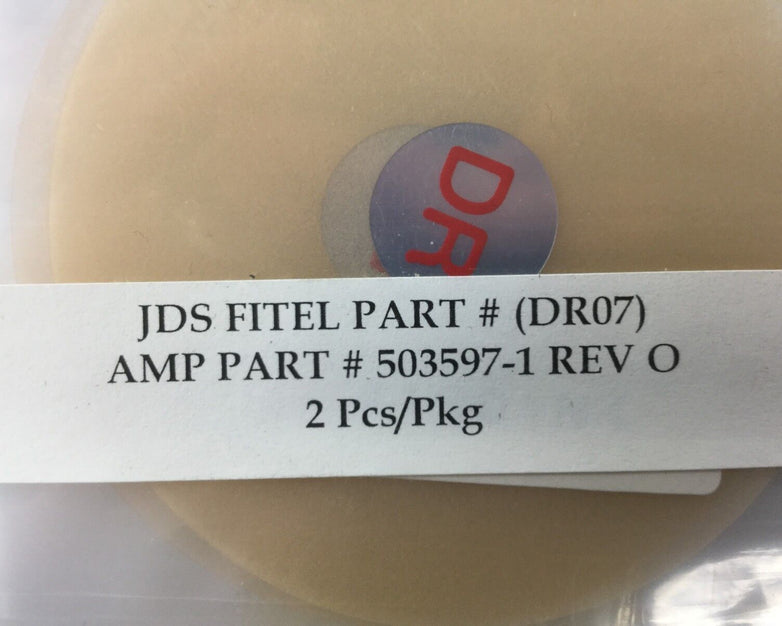 DR
JDS FITEL PART # (DR07)
AMP PART # 503597-1 REV O
2 Pcs/Pkg